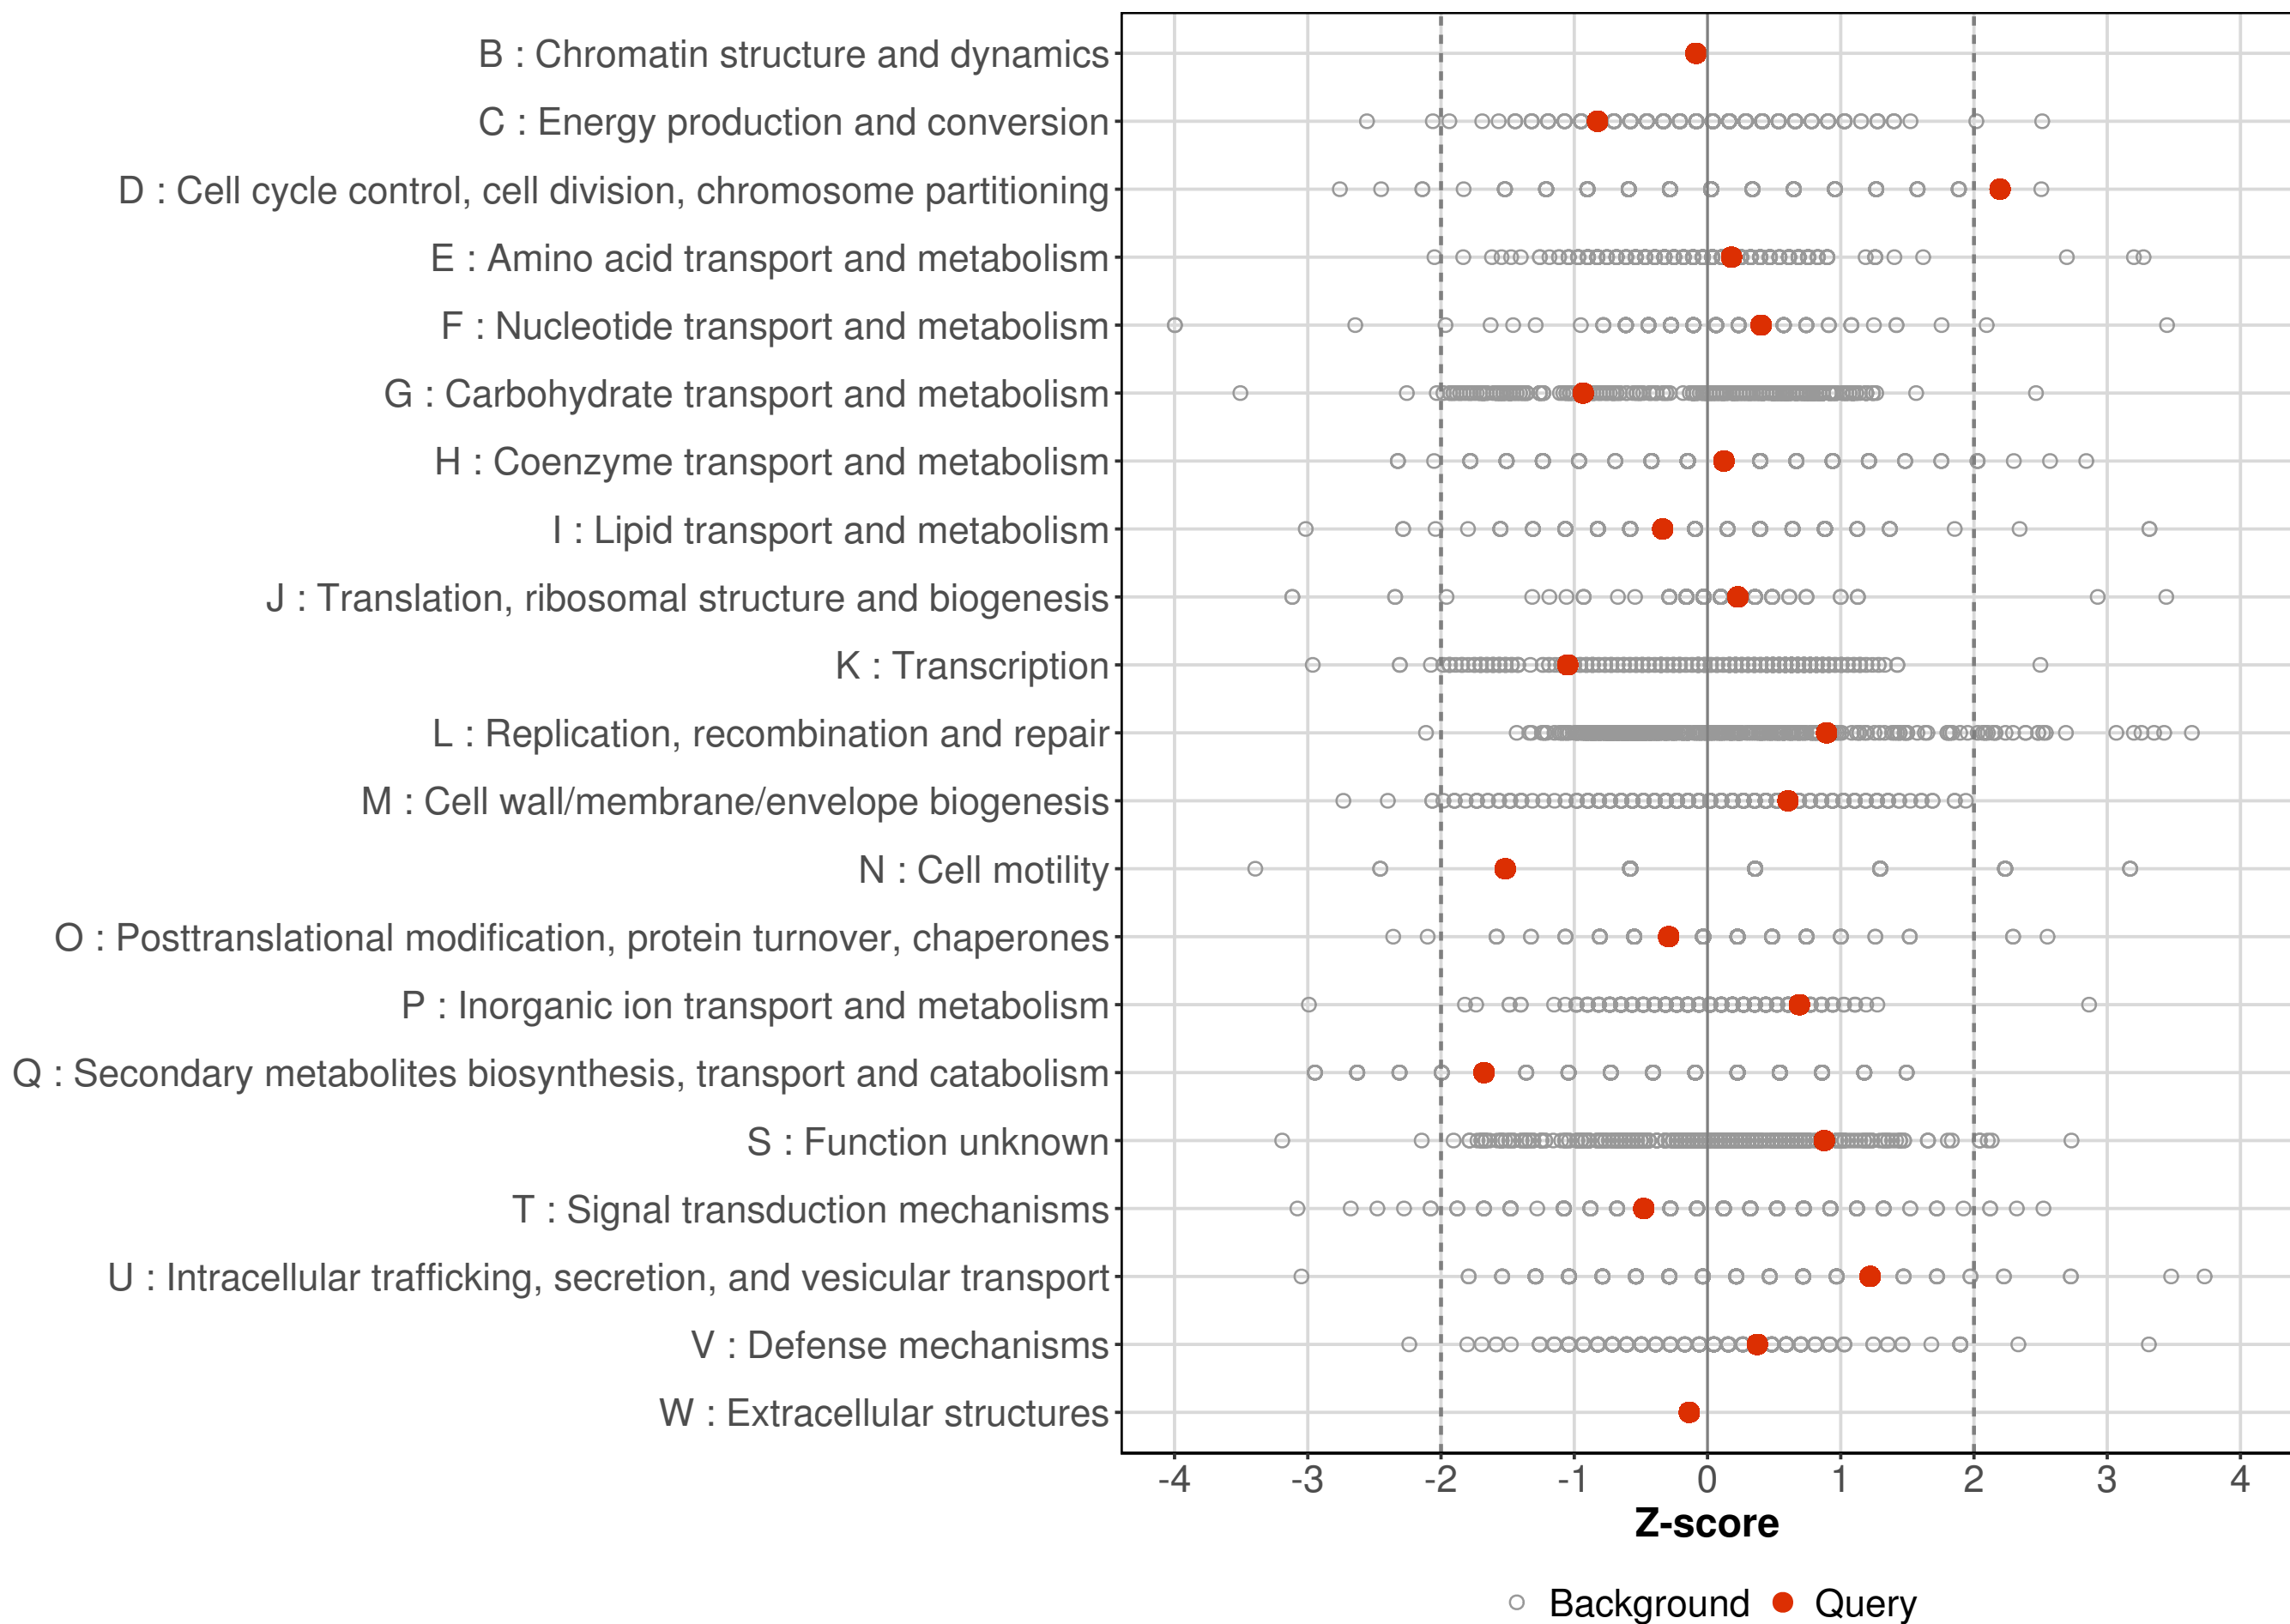 B : Chromatin structure and dynamics
C : Energy production and conversion
D : Cell cycle control, cell division, chromosome partitioning
E : Amino acid transport and metabolism
F : Nucleotide transport and metabolism
G : Carbohydrate transport and metabolism
H : Coenzyme transport and metabolism
I : Lipid transport and metabolism
J : Translation, ribosomal structure and biogenesis
K : Transcription
L : Replication, recombination and repair
M : Cell wall/membrane/envelope biogenesis
N : Cell motility
O : Posttranslational modification, protein turnover, chaperones
P : Inorganic ion transport and metabolism
Q : Secondary metabolites biosynthesis, transport and catabolism
S : Function unknown
T : Signal transduction mechanisms
U : Intracellular trafficking, secretion, and vesicular transport
V : Defense mechanisms
W : Extracellular structures
-4 -3 -2 -1 0 1 2 3 4
Z-score
Background Query